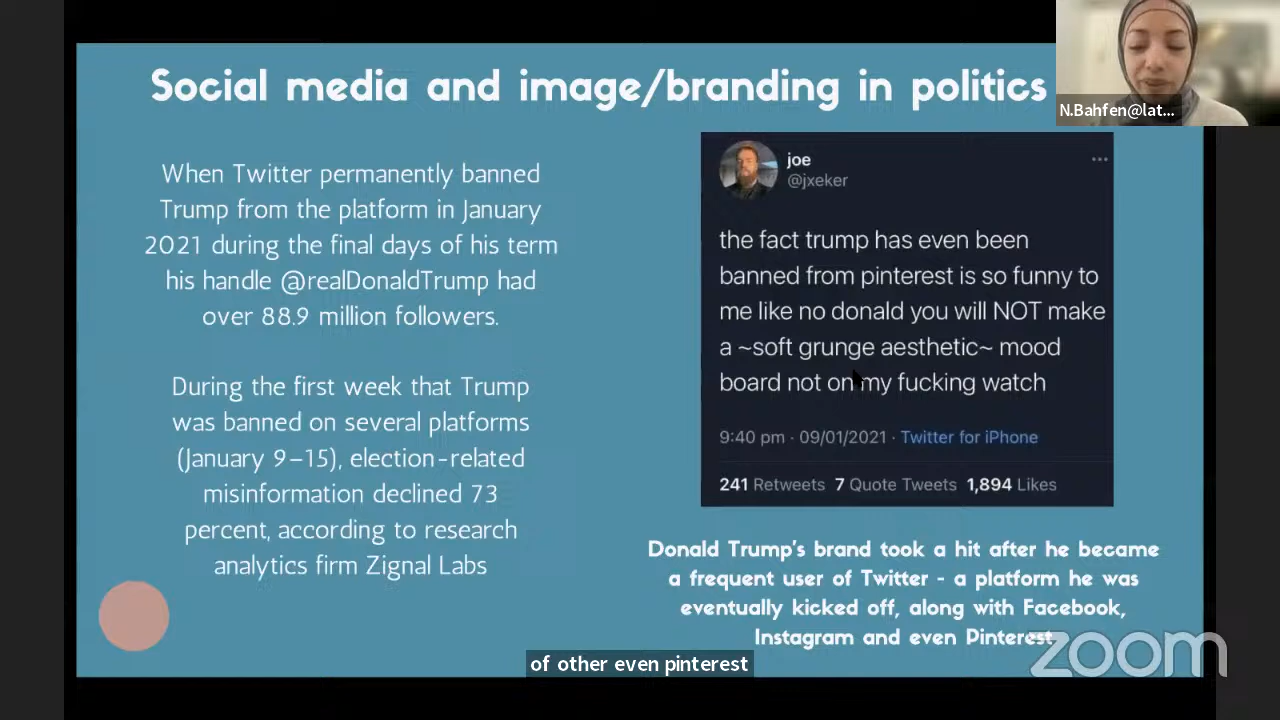 Social media and image/branding in politics
N.Bahfen@lat...
When Twitter permanently banned
Trump from the platform in January
2021 during the final days of his term
his handle @realDonaldTrump had
over 88.9 million followers.
During the first week that Trump
was banned on several platforms
(January 9–15), election-related
misinformation declined 73
percent, according to research
analytics firm Zignal Labs
joe
@jxeker
the fact trump has even been
banned from pinterest is so funny to
me like no donald you will NOT make
a ~soft grunge aesthetic~ mood
board not on my fucking watch
9:40 pm · 09/01/2021 · Twitter for iPhone
241 Retweets 7 Quote Tweets 1,894 Likes
Donald Trump's brand took a hit after he became
a frequent user of Twitter - a platform he was
eventually kicked off, along with Facebook,
Instagram and even Pinterest.
zoom
of other even pinterest